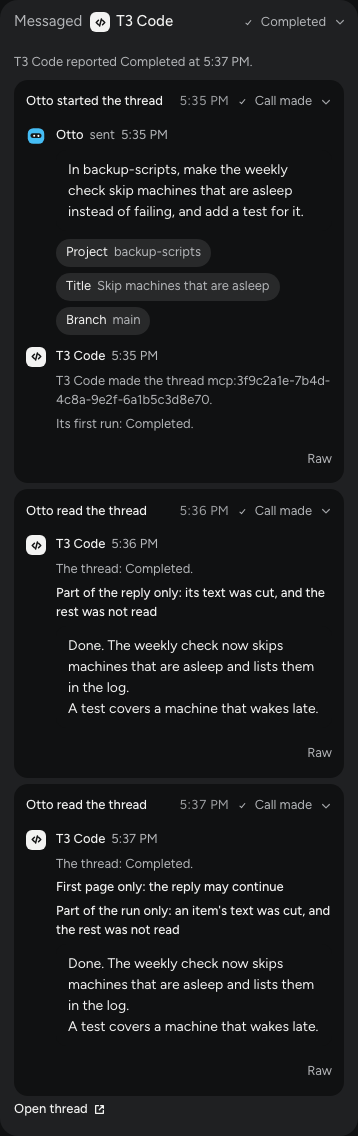 Messaged T3 Code Completed
T3 Code reported Completed at 5:37 PM.
Otto started the thread 5:35 PM Call made
Otto sent 5:35 PM
In backup-scripts, make the weekly
check skip machines that are asleep
instead of failing, and add a test for it.
Project backup-scripts
Title Skip machines that are asleep
Branch main
T3 Code 5:35 PM
T3 Code made the thread mcp:3f9c2a1e-7b4d-
4c8a-9e2f-6a1b5c3d8e70.
Its first run: Completed.
Raw
Otto read the thread 5:36 PM Call made
T3 Code 5:36 PM
The thread: Completed.
Part of the reply only: its text was cut, and the
rest was not read
Done. The weekly check now skips
machines that are asleep and lists them
in the log.
A test covers a machine that wakes late.
Raw
Otto read the thread 5:37 PM Call made
T3 Code 5:37 PM
The thread: Completed.
First page only: the reply may continue
Part of the run only: an item's text was cut, and
the rest was not read
Done. The weekly check now skips
machines that are asleep and lists them
in the log.
A test covers a machine that wakes late.
Raw
Open thread